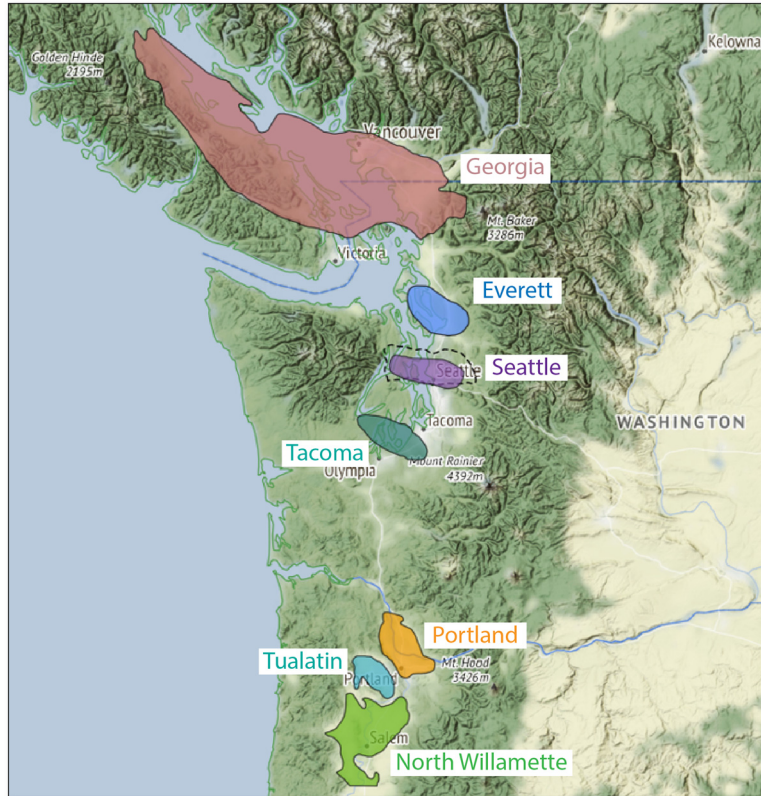 Golden Hinde
2195m
Kelowna
Vancouver
Georgia
Mt. Baker
3286m
Victoria
Everett
Seattle
Seattle
Tacoma
WASHINGTON
Tacoma
Mount Rainier
4392m
Olympia
Portland
Tualatin
Mt. Hood
3426m
Portland
Salem
North Willamette